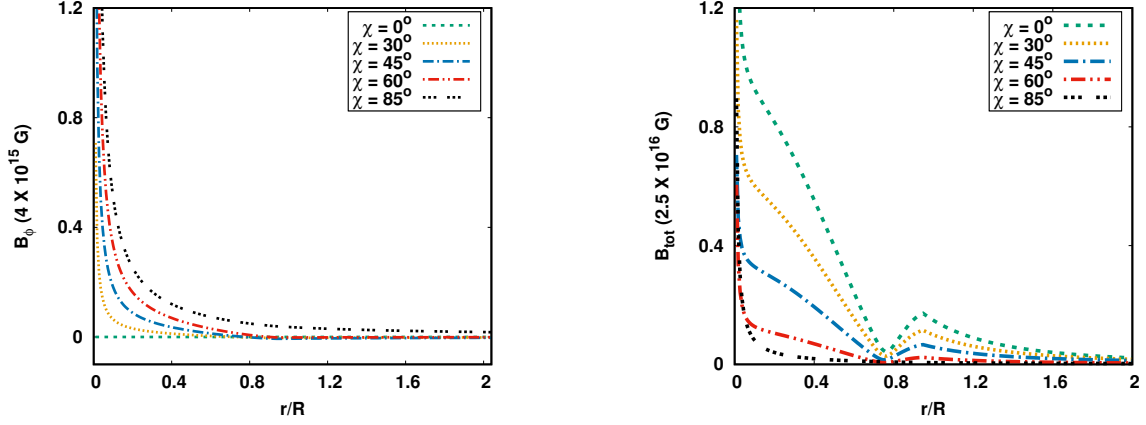 1.2
0.8
0.4
0
B_ϕ (4 X 10^15 G)
χ = 0^o
χ = 30^o
χ = 45^o
χ = 60^o
χ = 85^o
0 0.4 0.8 1.2 1.6 2
r/R
1.2
0.8
0.4
0
B_tot (2.5 X 10^16 G)
χ = 0^o
χ = 30^o
χ = 45^o
χ = 60^o
χ = 85^o
0 0.4 0.8 1.2 1.6 2
r/R